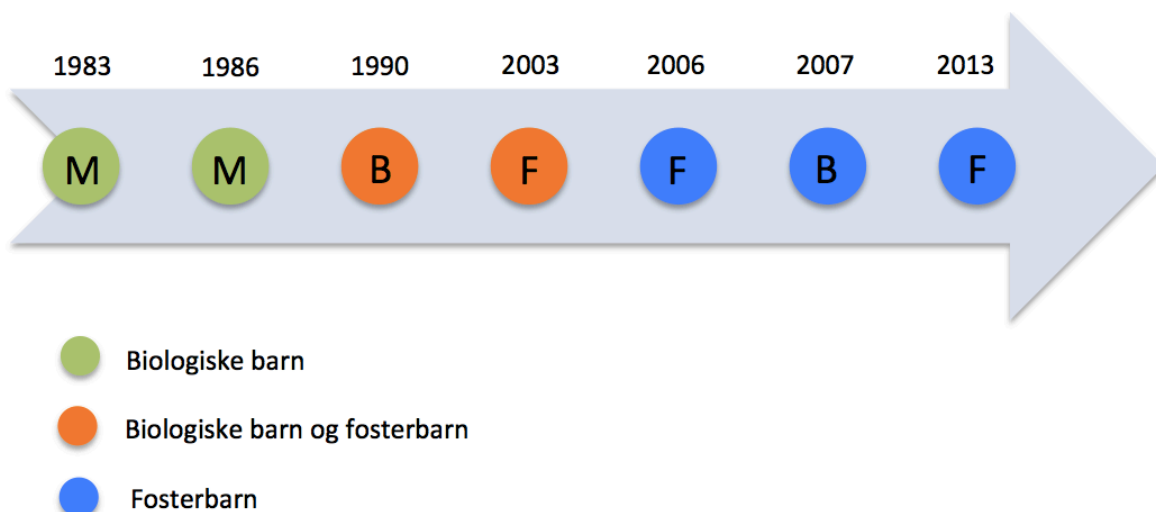 1983 1986 1990 2003 2006 2007 2013
M M B F F B F
Biologiske barn
Biologiske barn og fosterbarn
Fosterbarn